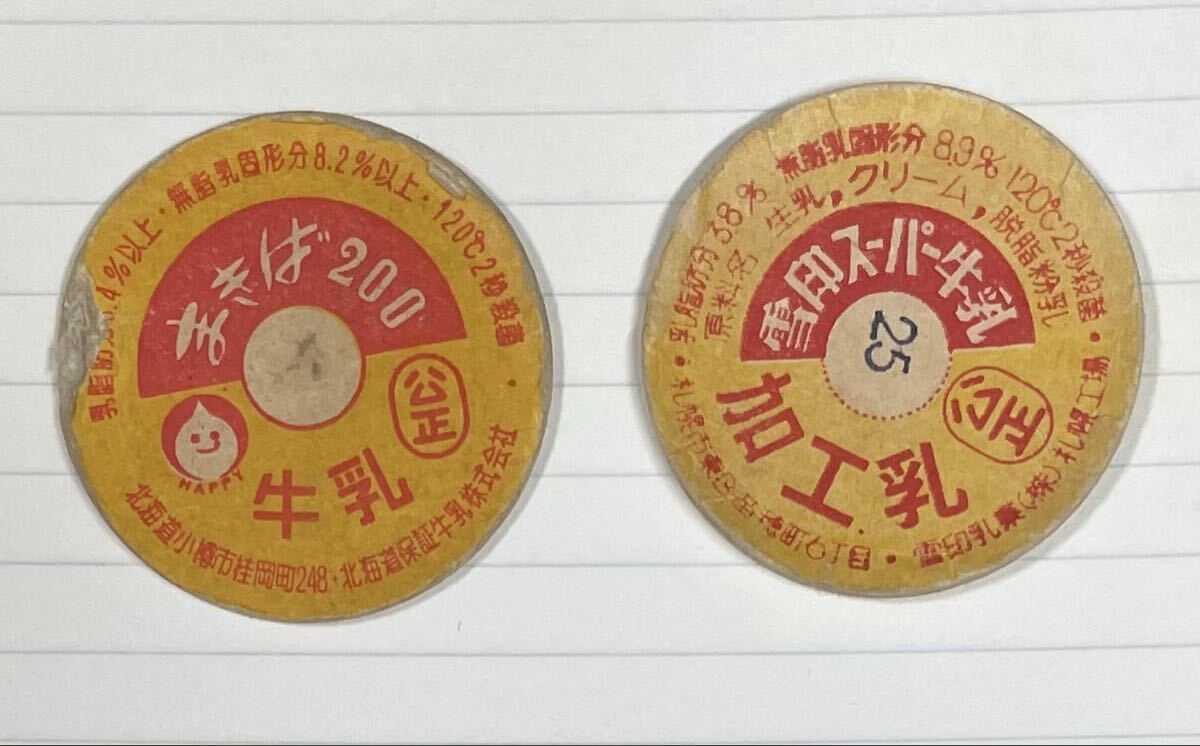 乳脂肪分3.4%以上・無脂乳固形分8.2%以上・120℃2秒殺菌・
まきば200
公正
HAPPY
牛乳
北海道小樽市桂岡町248・北海道保証牛乳株式会社
・乳脂肪分3.8% 無脂乳固形分8.9% 120℃2秒殺菌・
原料名 生乳,クリーム,脱脂粉乳
雪印スーパー牛乳
25
公正
加工乳
札幌市東区苗穂町6丁目・雪印乳業(株)札幌工場・